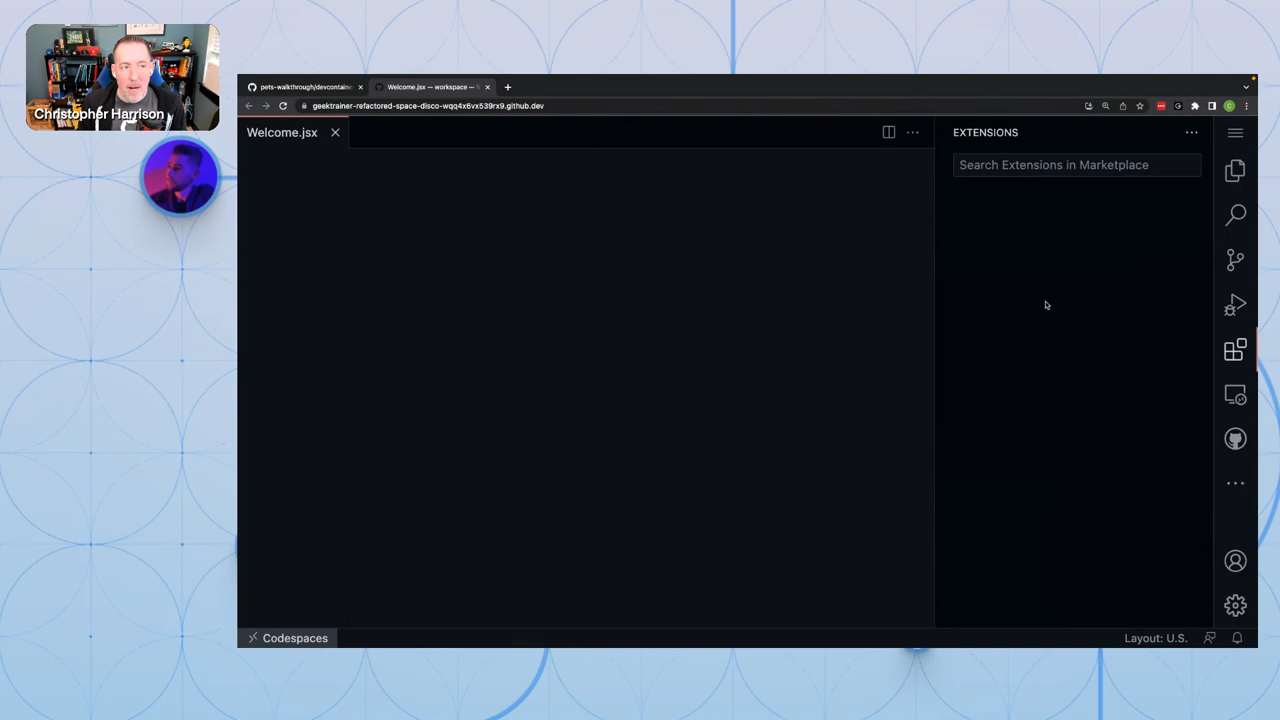 Christopher Harrison
pets-walkthrough/devcontaine
Welcome.jsx — workspace —
geektrainer-refactored-space-disco-wqq4x6vx539rx9.github.dev
Welcome.jsx
EXTENSIONS
Search Extensions in Marketplace
Codespaces
Layout: U.S.